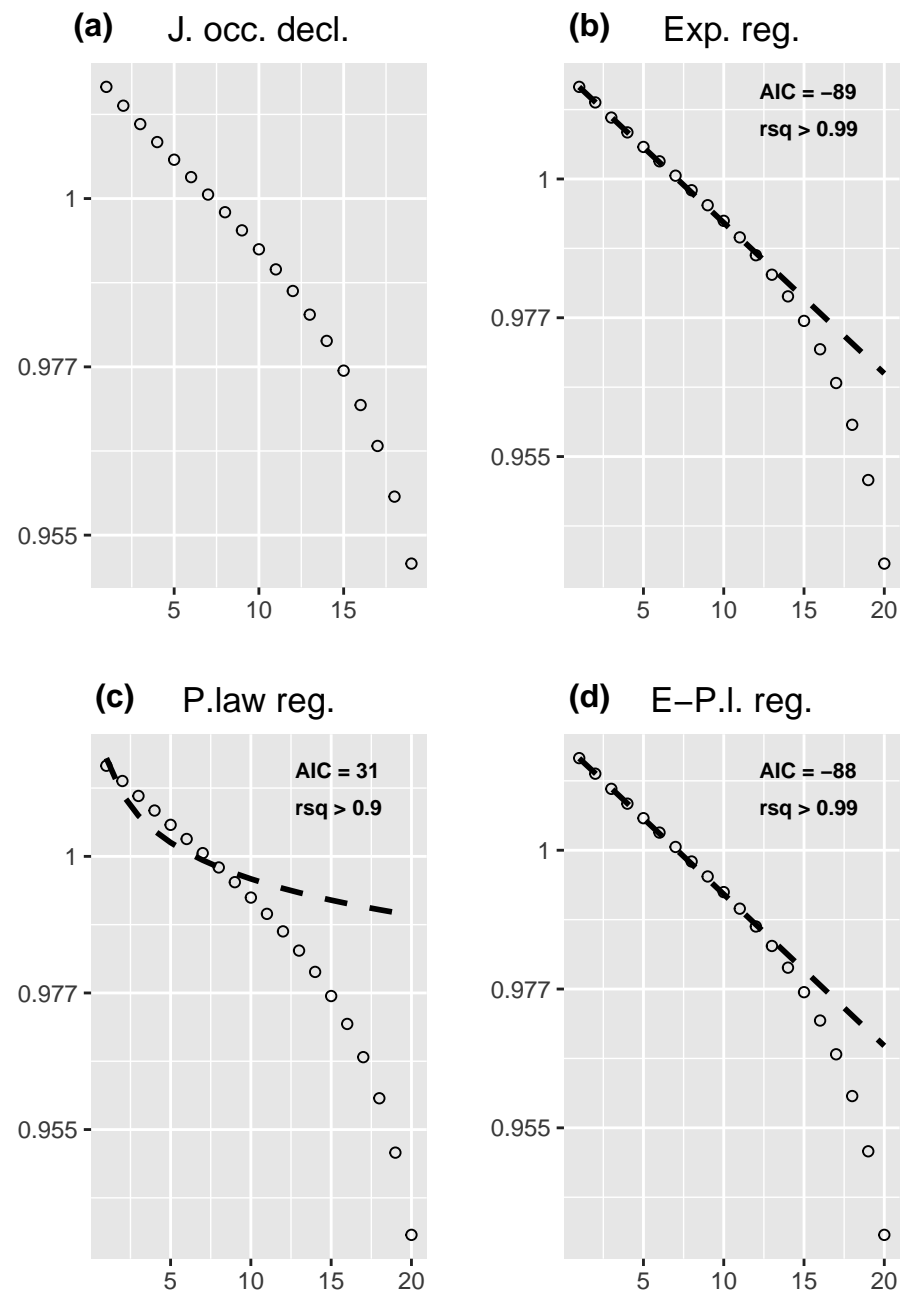 (a) J. occ. decl.
1
0.977
0.955
5 10 15
(b) Exp. reg.
AIC = −89
rsq > 0.99
1
0.977
0.955
5 10 15 20
(c) P.law reg.
AIC = 31
rsq > 0.9
1
0.977
0.955
5 10 15 20
(d) E−P.l. reg.
AIC = −88
rsq > 0.99
1
0.977
0.955
5 10 15 20